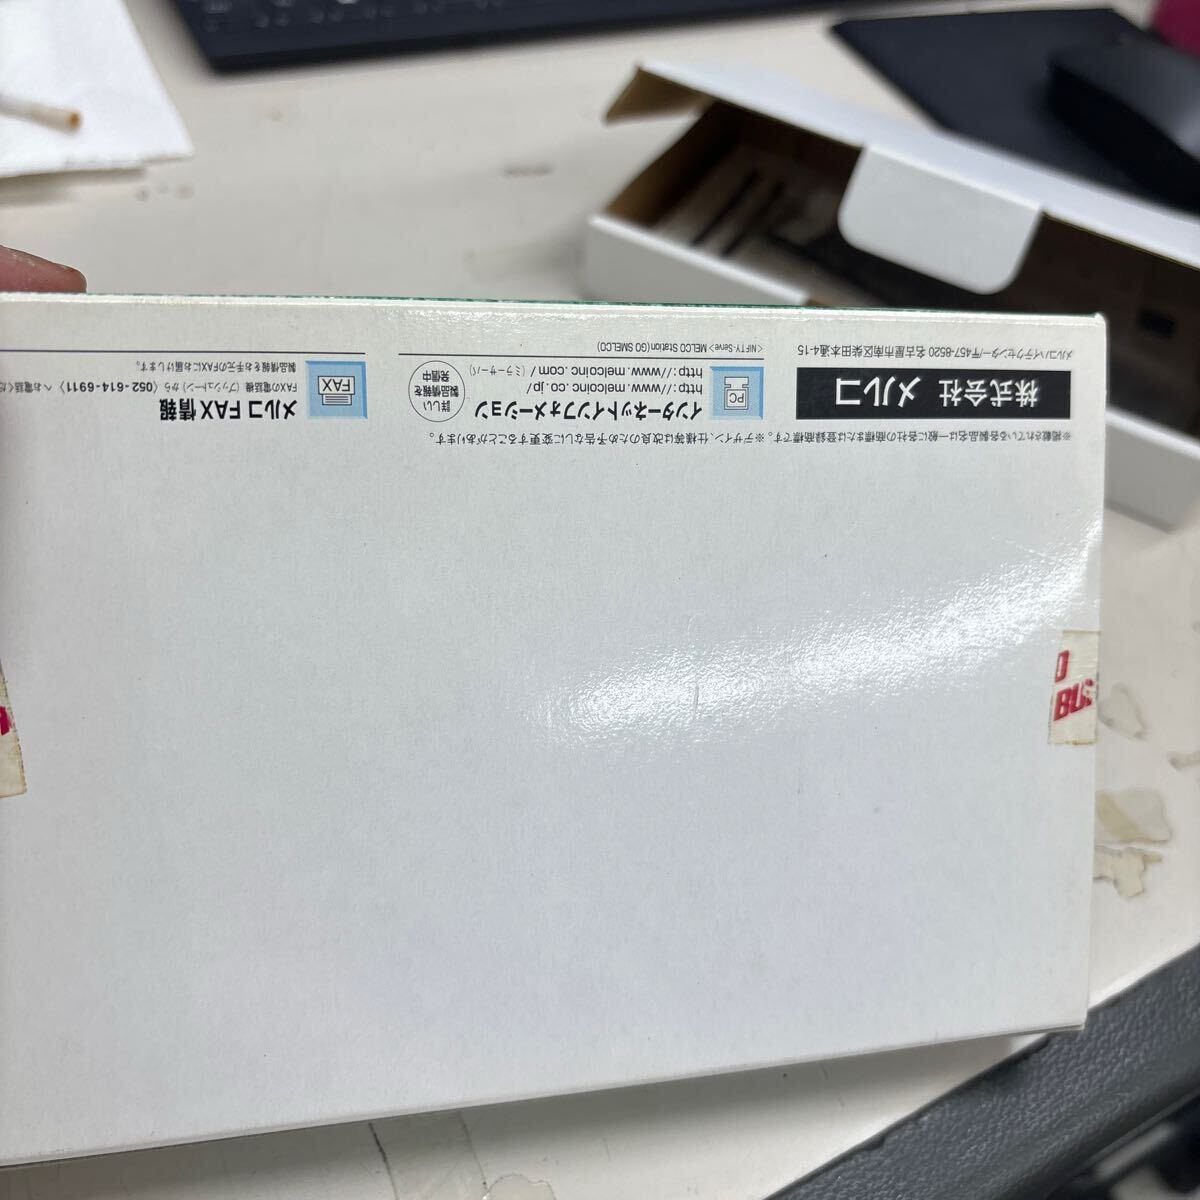 ※掲載されている各製品名は一般に各社の商標または登録商標です。※デザイン、仕様等は改良のため予告なしに変更することがあります。
株式会社 メルコ
メルコハイテクセンター/〒457-8520 名古屋市南区柴田本通4-15
PC
インターネットインフォメーション
http://www.melcoinc.co.jp/
http://www.melcoinc.com/(ミラーサーバ)
詳しい
製品情報を
発信中
<NIFTY-Serve> MELCO Station(GO SMELCO)
FAX
メルコ FAX 情報
FAXの電話機(プッシュトン)から〈052-614-6911〉へお電話くだ
製品情報をお手元のFAXにお届けします。
BUS